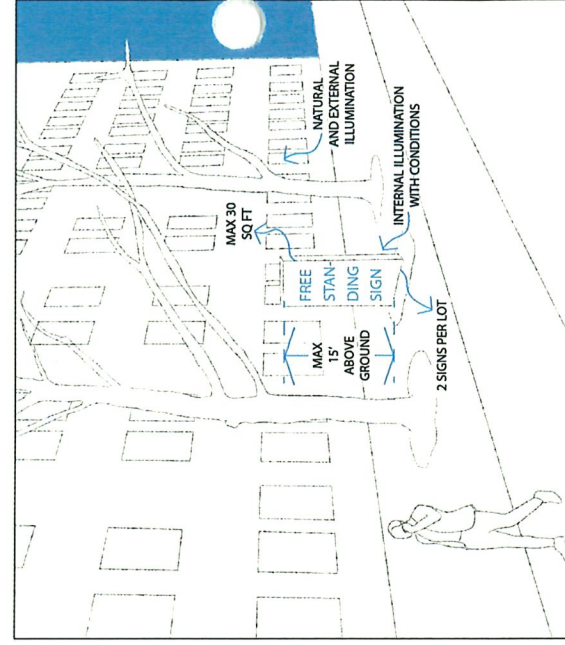 NATURAL
AND EXTERNAL
ILLUMINATION
MAX 30
SQ FT
INTERNAL ILLUMINATION
WITH CONDITIONS
FREE
STAN-
DING
SIGN
MAX
15'
ABOVE
GROUND
2 SIGNS PER LOT